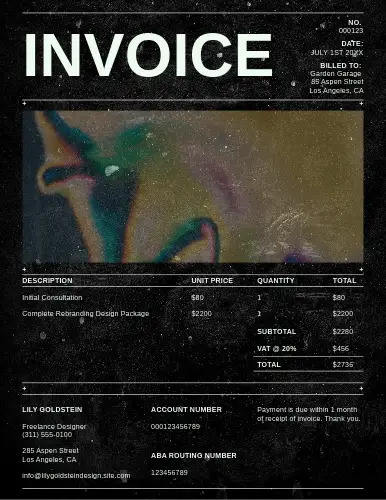 INVOICE
NO.
000123
DATE:
JULY 1ST 20XX
BILLED TO:
Garden Garage
85 Aspen Street
Los Angeles, CA
DESCRIPTION UNIT PRICE QUANTITY TOTAL
Initial Consultation $80 1 $80
Complete Rebranding Design Package $2200 1 $2200
SUBTOTAL $2280
VAT @ 20% $456
TOTAL $2736
LILY GOLDSTEIN
Freelance Designer
(311) 555-0100
285 Aspen Street
Los Angeles, CA
info@lilygoldsteindesign.site.com
ACCOUNT NUMBER
000123456789
ABA ROUTING NUMBER
123456789
Payment is due within 1 month
of receipt of invoice. Thank you.